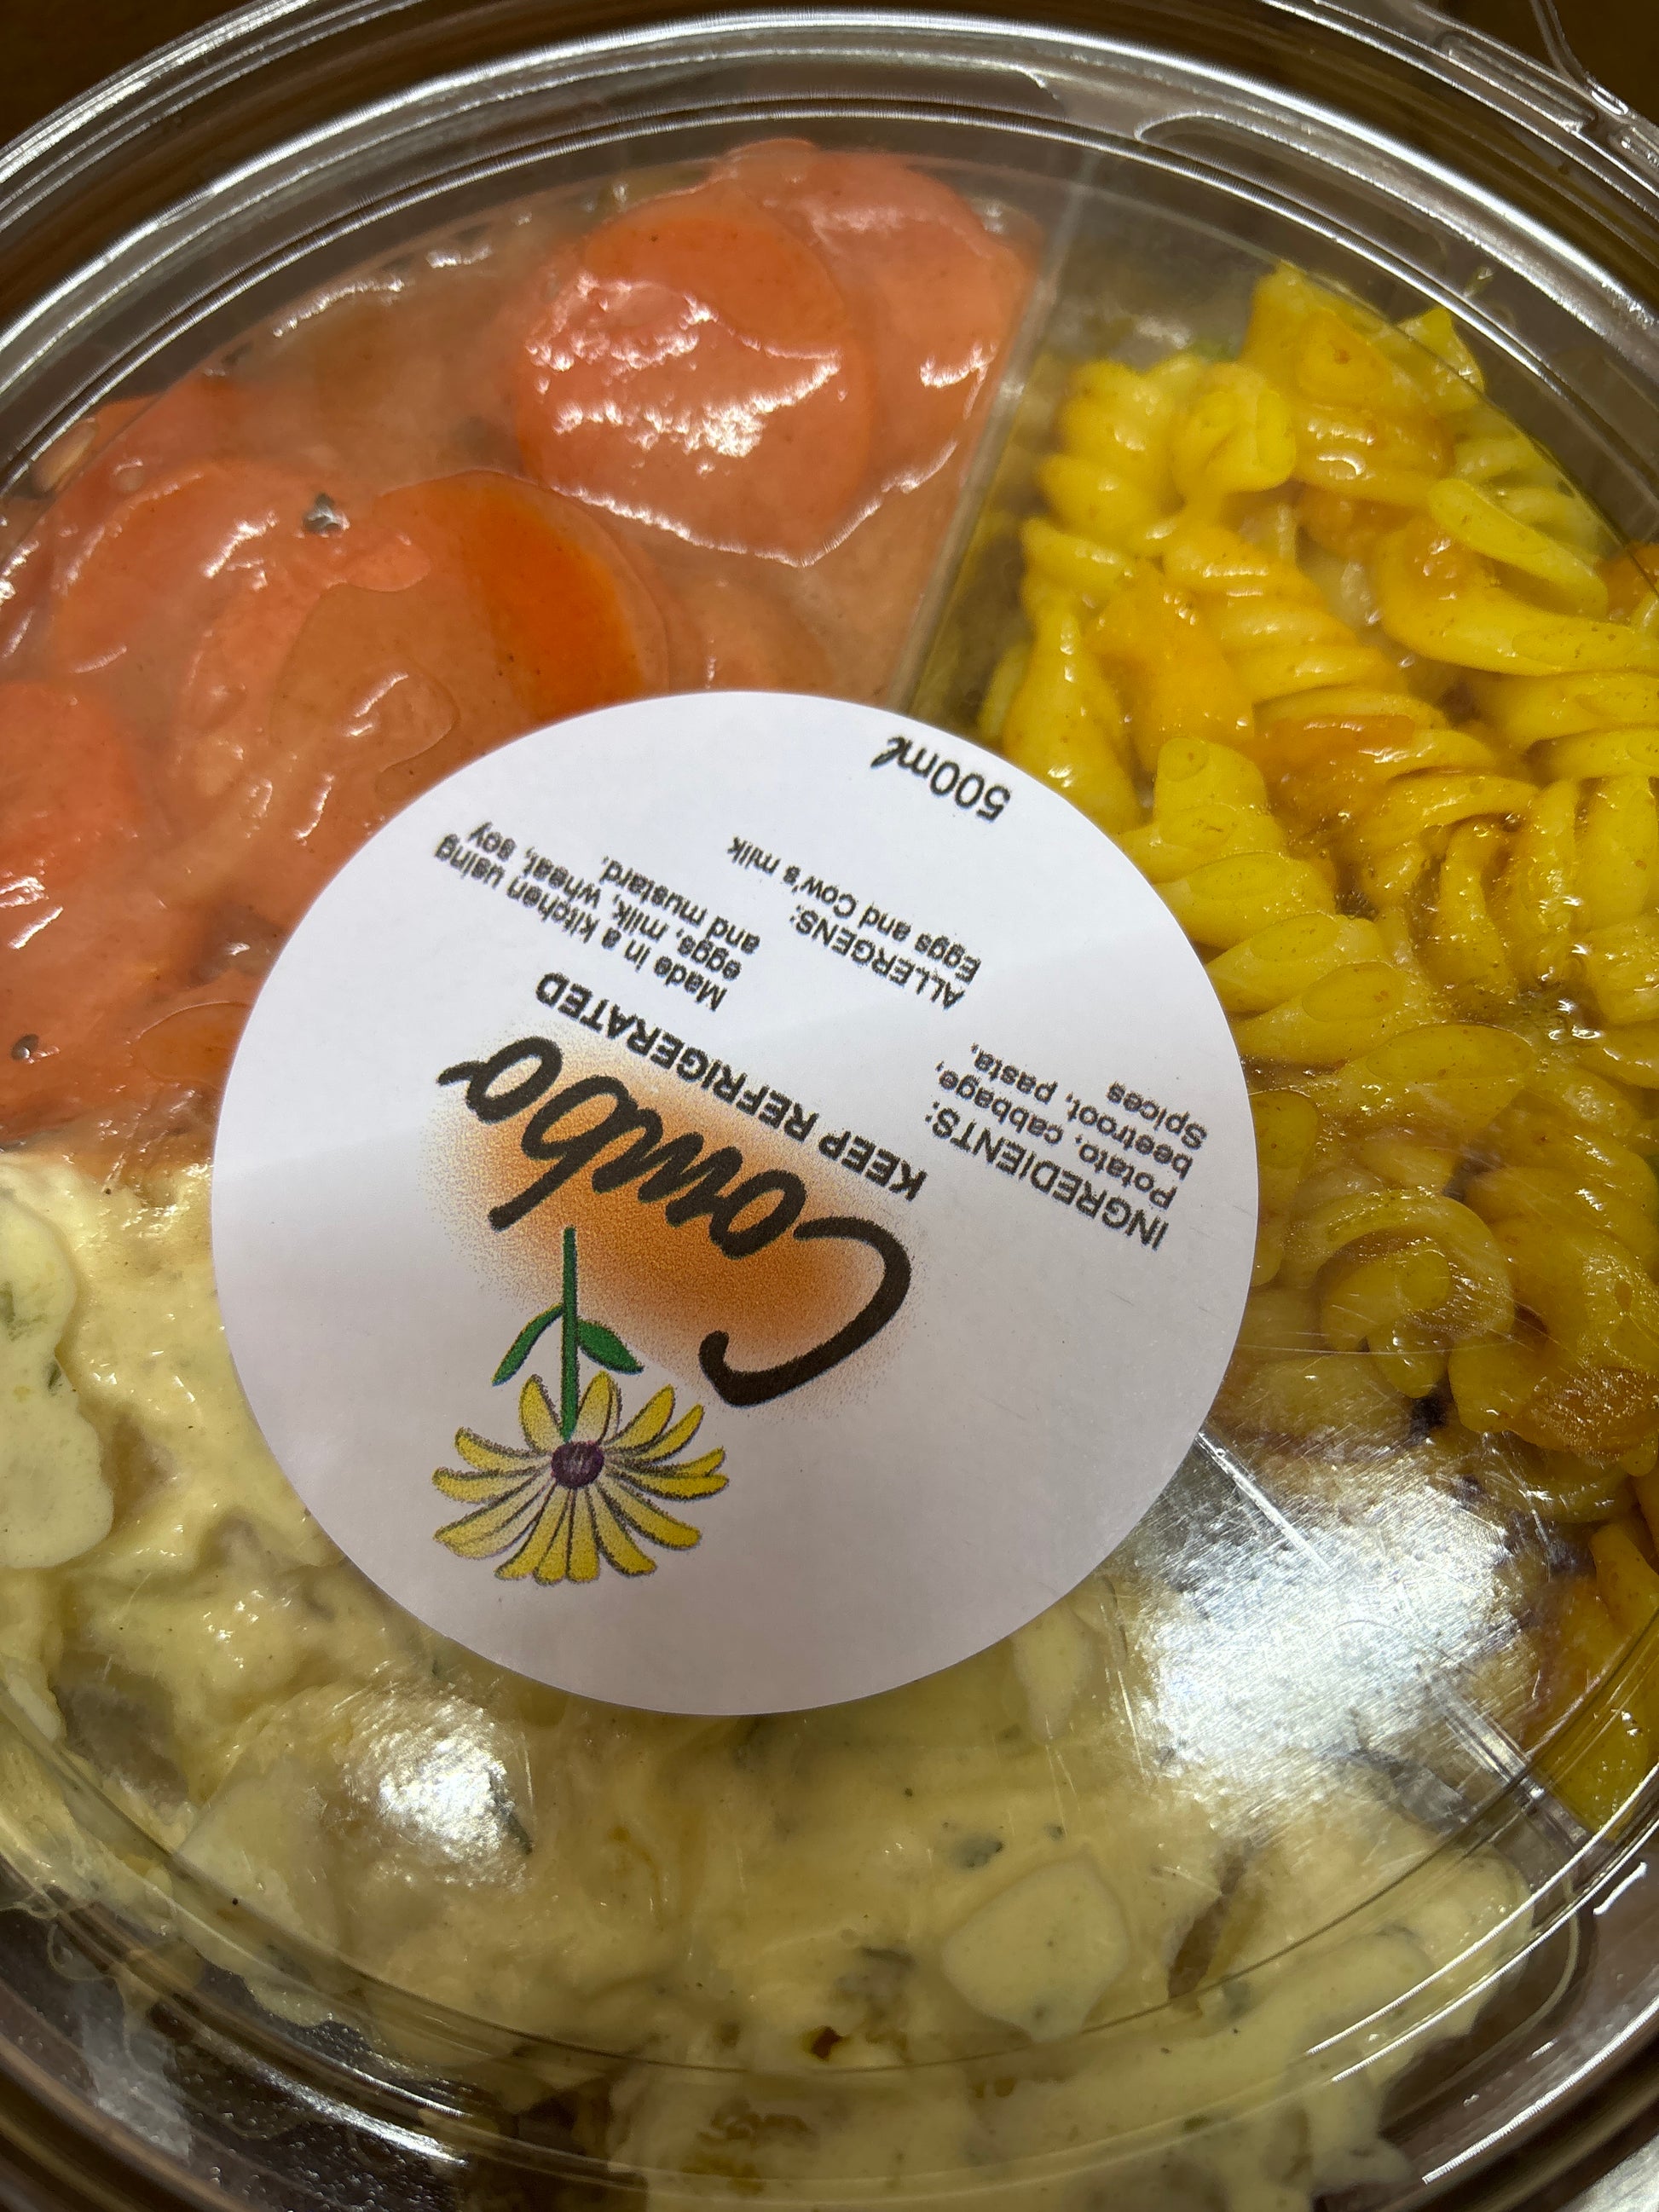 Combo
KEEP REFRIGERATED
INGREDIENTS:
Potato, cabbage,
beetroot, pasta,
Spices
Made in a kitchen using
eggs, milk, wheat, soy
and mustard.
ALLERGENS:
Eggs and Cow's milk
500ml